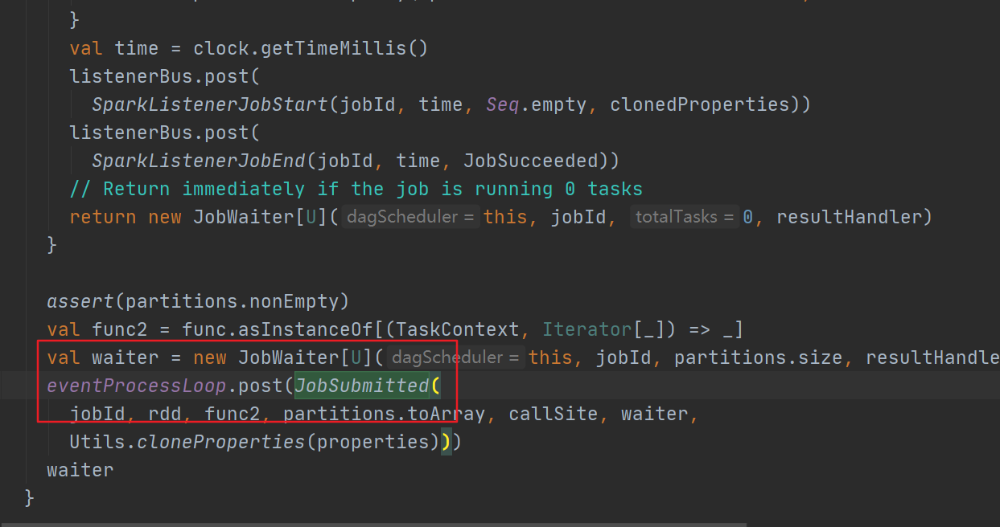 }
val time = clock.getTimeMillis()
listenerBus.post(
SparkListenerJobStart(jobId, time, Seq.empty, clonedProperties))
listenerBus.post(
SparkListenerJobEnd(jobId, time, JobSucceeded))
// Return immediately if the job is running 0 tasks
return new JobWaiter[U]( dagScheduler = this, jobId, totalTasks = 0, resultHandler)
}
assert(partitions.nonEmpty)
val func2 = func.asInstanceOf[(TaskContext, Iterator[_]) => _]
val waiter = new JobWaiter[U]( dagScheduler = this, jobId, partitions.size, resultHandle
eventProcessLoop.post(JobSubmitted(
jobId, rdd, func2, partitions.toArray, callSite, waiter,
Utils.cloneProperties(properties)))
waiter
}